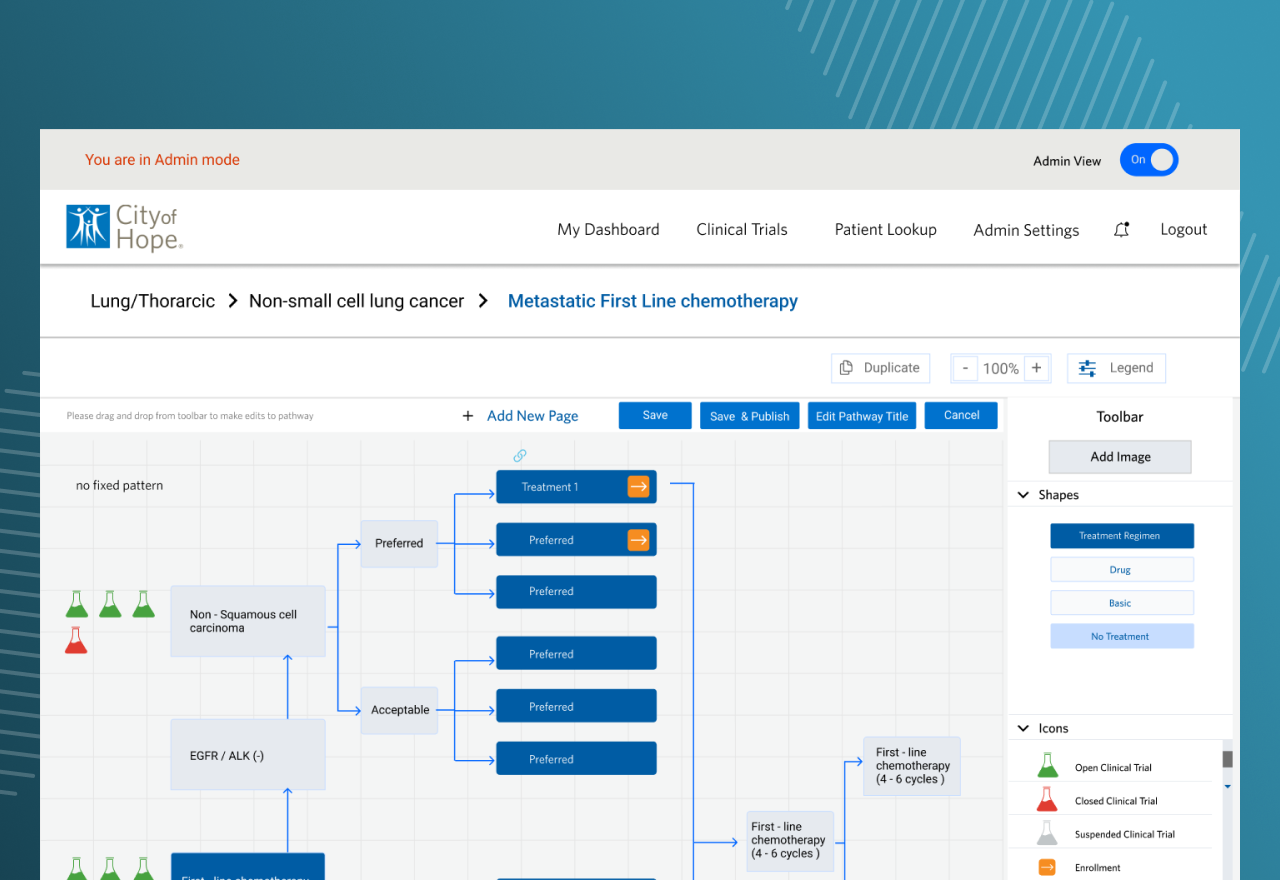 You are in Admin mode
Admin View
On
City of
Hope®
My Dashboard
Clinical Trials
Patient Lookup
Admin Settings
Logout
Lung/Thorarcic
Non-small cell lung cancer
Metastatic First Line chemotherapy
Duplicate
- 100% +
Legend
Please drag and drop from toolbar to make edits to pathway
+ Add New Page
Save
Save & Publish
Edit Pathway Title
Cancel
no fixed pattern
Treatment 1
Preferred
Preferred
Preferred
Non - Squamous cell
carcinoma
Preferred
Acceptable
Preferred
Preferred
EGFR / ALK (-)
First - line
chemotherapy
(4 - 6 cycles )
First - line
chemotherapy
(4 - 6 cycles )
First - line chemotherapy
Toolbar
Add Image
Shapes
Treatment Regimen
Drug
Basic
No Treatment
Icons
Open Clinical Trial
Closed Clinical Trial
Suspended Clinical Trial
Enrollment